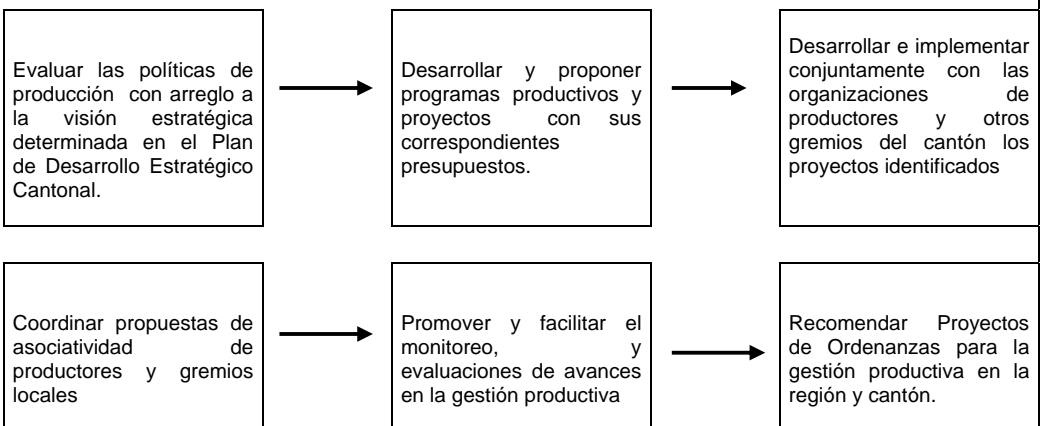 Evaluar las políticas de
producción con arreglo a
la visión estratégica
determinada en el Plan
de Desarrollo Estratégico
Cantonal.
Desarrollar y proponer
programas productivos y
proyectos con sus
correspondientes
presupuestos.
Desarrollar e implementar
conjuntamente con las
organizaciones de
productores y otros
gremios del cantón los
proyectos identificados
Coordinar propuestas de
asociatividad de
productores y gremios
locales
Promover y facilitar el
monitoreo, y
evaluaciones de avances
en la gestión productiva
Recomendar Proyectos
de Ordenanzas para la
gestión productiva en la
región y cantón.